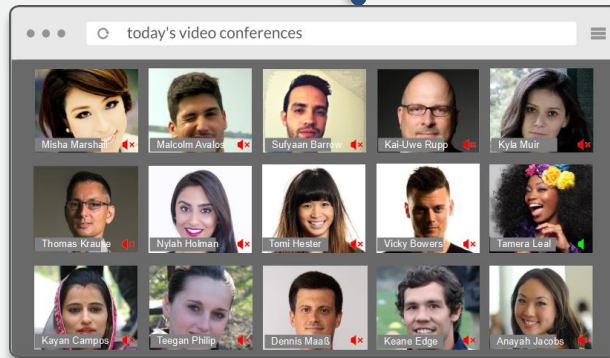 today's video conferences
Misha Marshall
Malcolm Avalos
Sufyaan Barrow
Kai-Uwe Rupp
Kyla Muir
Thomas Krause
Nylah Holman
Tomi Hester
Vicky Bowers
Tamera Leal
Kayan Campos
Teegan Philip
Dennis Maaß
Keane Edge
Anayah Jacobs